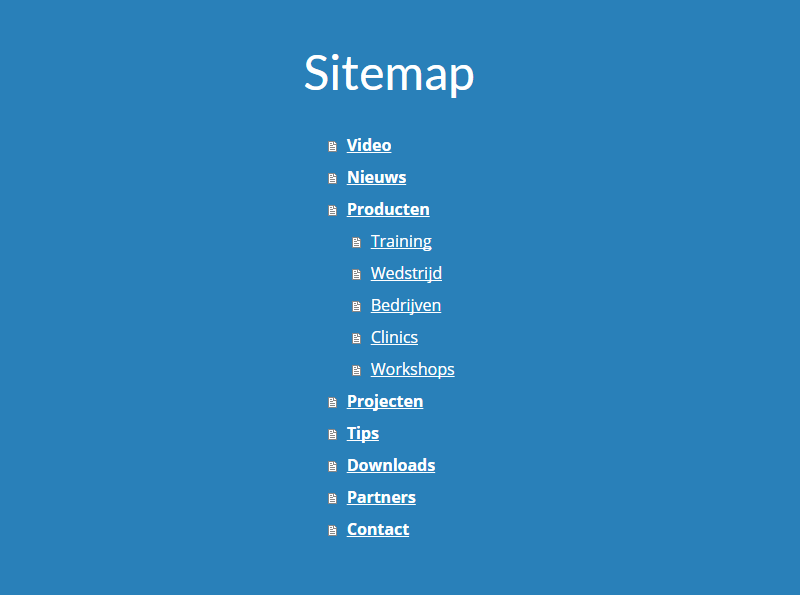 Sitemap
Video
Nieuws
Producten
Training
Wedstrijd
Bedrijven
Clinics
Workshops
Projecten
Tips
Downloads
Partners
Contact